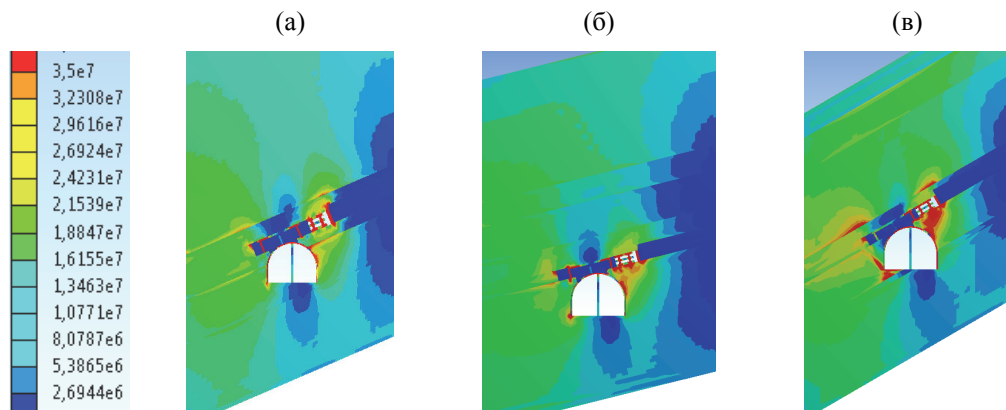 (а) (б) (в)
3,5e7
3,2308e7
2,9616e7
2,6924e7
2,4231e7
2,1539e7
1,8847e7
1,6155e7
1,3463e7
1,0771e7
8,0787e6
5,3865e6
2,6944e6